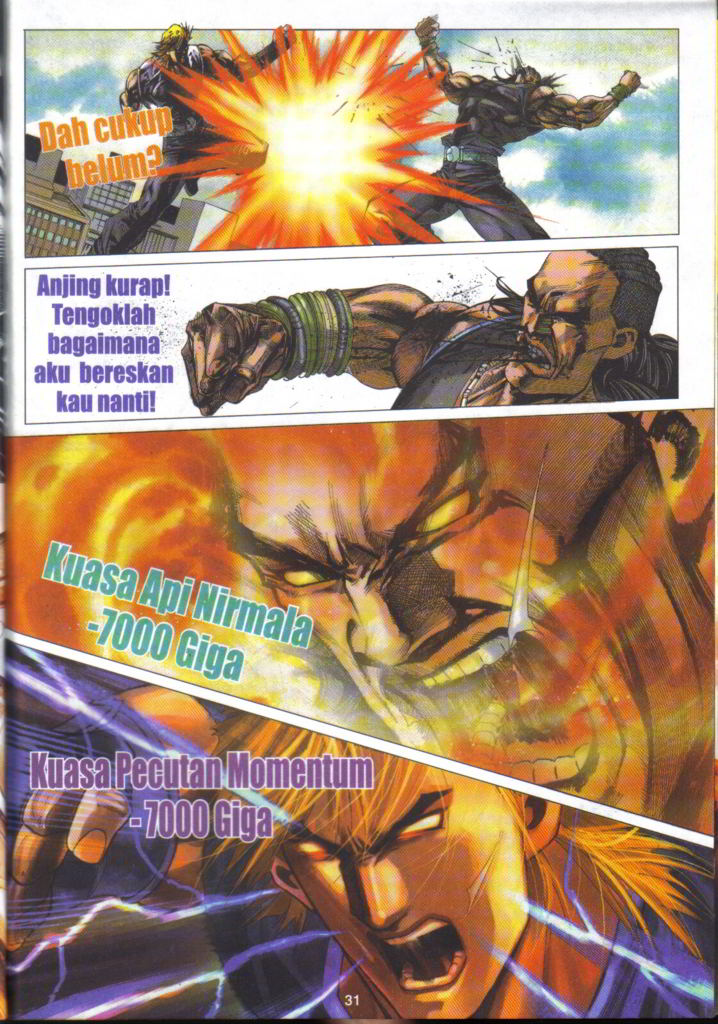 Dah cukup
belum?
Anjing kurap!
Tengoklah
bagaimana
aku bereskan
kau nanti!
Kuasa Api Nirmala
-7000 Giga
Kuasa Pecutan Momentum
- 7000 Giga
31